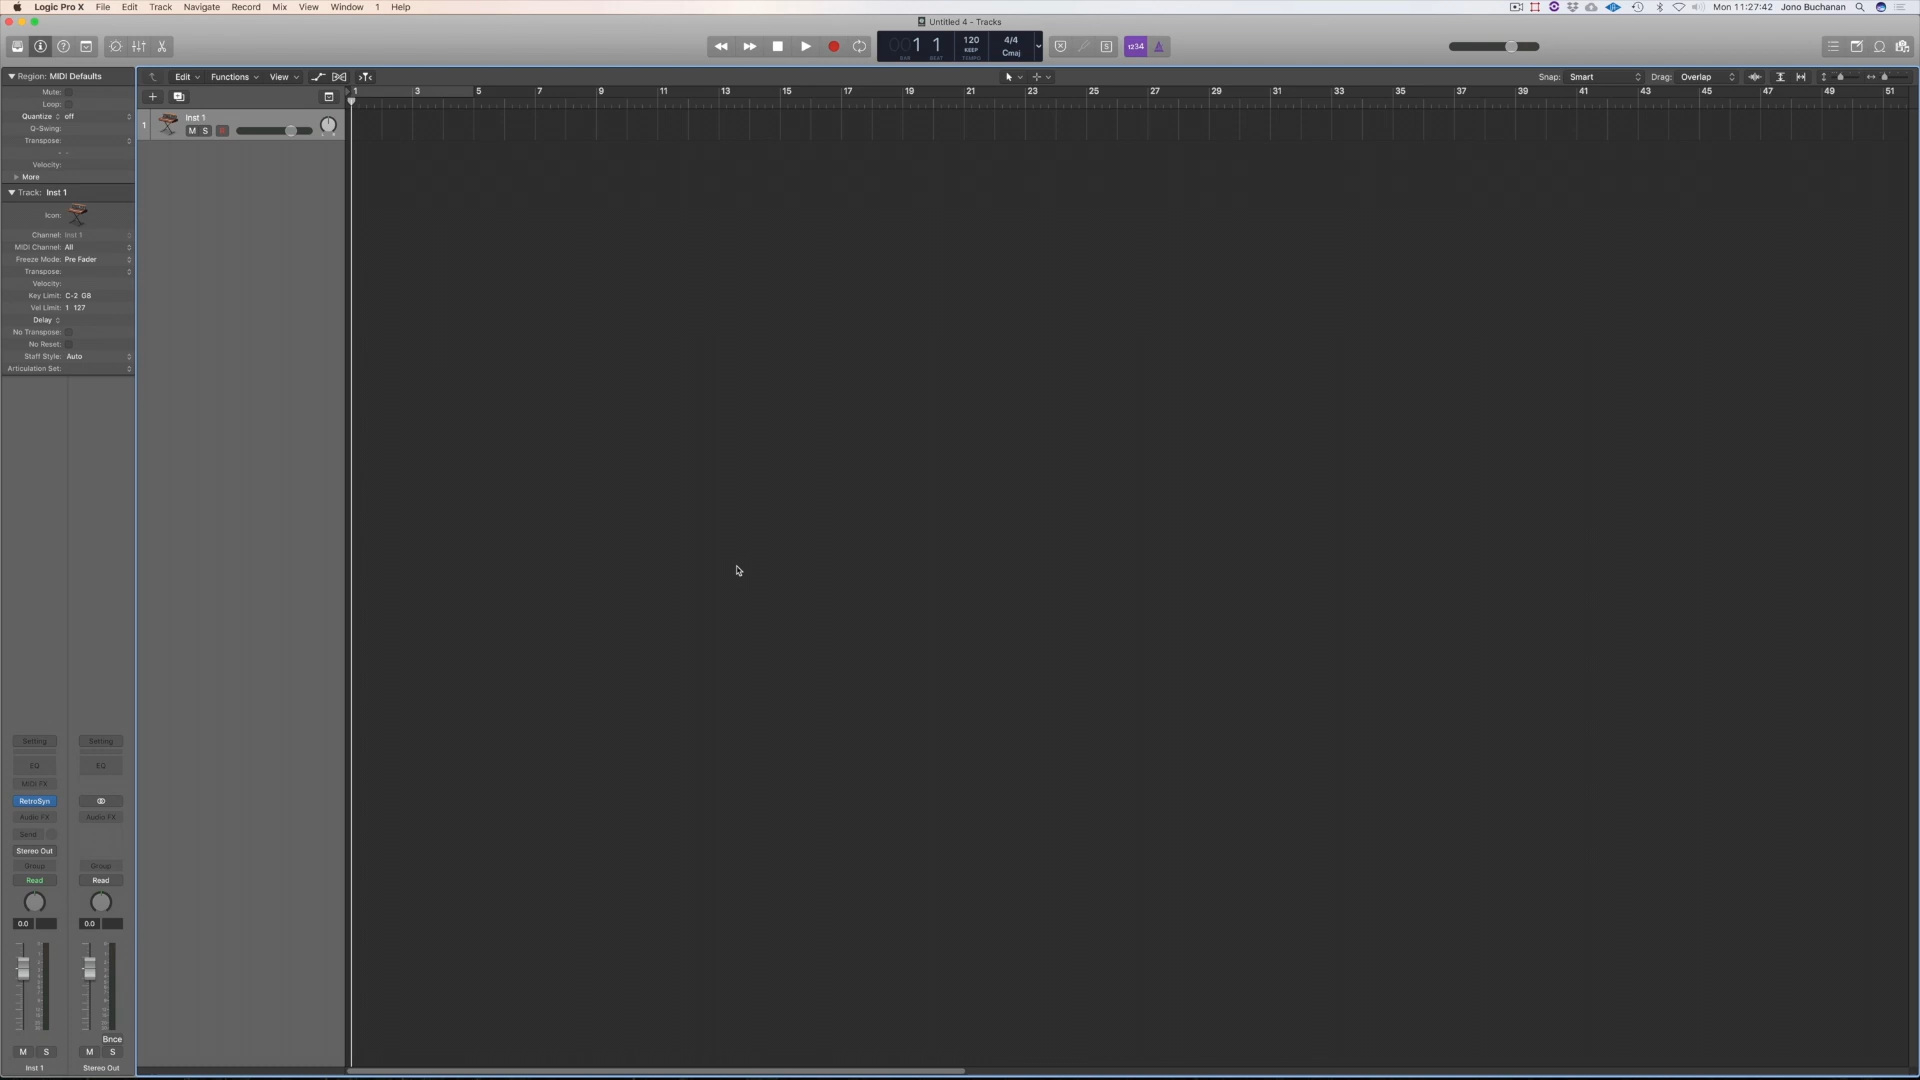 Logic Pro X File Edit Track Navigate Record Mix View Window 1 Help
Mon 11:27:42 Jono Buchanan
Untitled 4 - Tracks
001 1 120 4/4
BAR BEAT KEEP TEMPO Cmaj
S 1234
Region: MIDI Defaults
Edit Functions View
Snap: Smart Drag: Overlap
1 3 5 7 9 11 13 15 17 19 21 23 25 27 29 31 33 35 37 39 41 43 45 47 49 51
Mute:
Loop:
Quantize off
Q-Swing:
Transpose:
Velocity:
More
1 Inst 1
M S R
Track: Inst 1
Icon:
Channel: Inst 1
MIDI Channel: All
Freeze Mode: Pre Fader
Transpose:
Velocity:
Key Limit: C-2 G8
Vel Limit: 1 127
Delay
No Transpose:
No Reset:
Staff Style: Auto
Articulation Set:
Setting Setting
EQ EQ
MIDI FX
RetroSyn
Audio FX Audio FX
Send
Stereo Out
Group Group
Read Read
0.0 0.0
Bnce
M S M S
Inst 1 Stereo Out